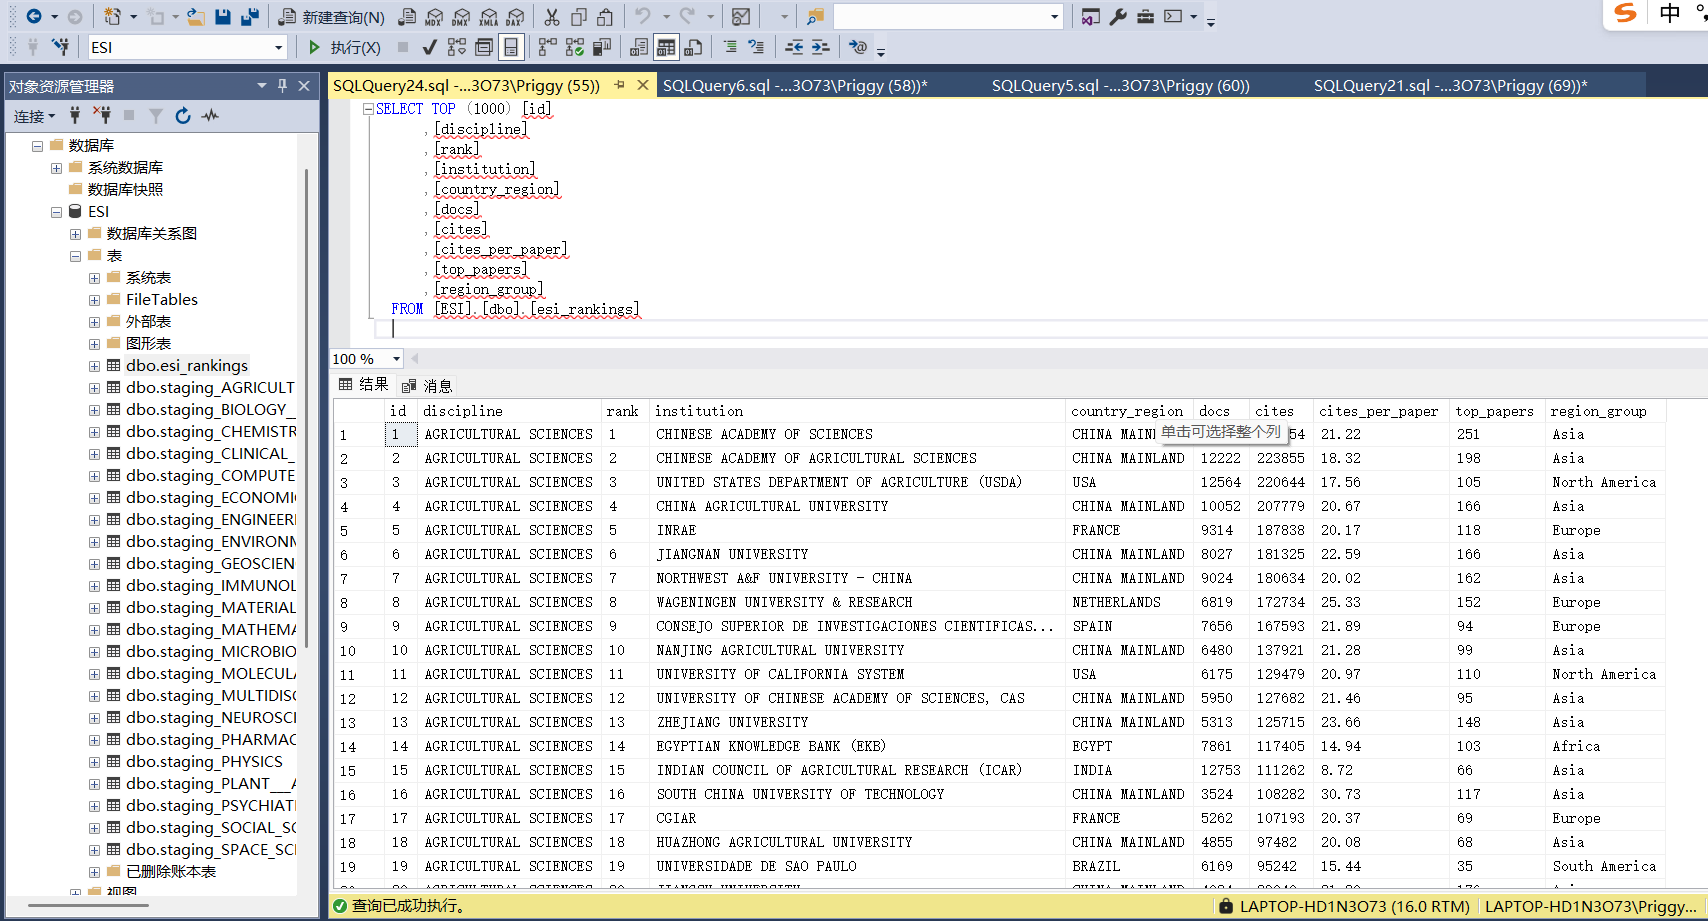 新建查询(N)
MDX DMX XMLA DAX
中
ESI
执行(X)
对象资源管理器
SQLQuery24.sql -...3O73\Priggy (55))
SQLQuery6.sql -...3O73\Priggy (58))*
SQLQuery5.sql -...3O73\Priggy (60))
SQLQuery21.sql -...3O73\Priggy (69))*
连接
数据库
系统数据库
数据库快照
ESI
数据库关系图
表
系统表
FileTables
外部表
图形表
dbo.esi_rankings
dbo.staging_AGRICULT
dbo.staging_BIOLOGY_
dbo.staging_CHEMISTR
dbo.staging_CLINICAL_
dbo.staging_COMPUTE
dbo.staging_ECONOMI
dbo.staging_ENGINEERI
dbo.staging_ENVIRONM
dbo.staging_GEOSCIEN
dbo.staging_IMMUNOL
dbo.staging_MATERIAL
dbo.staging_MATHEMA
dbo.staging_MICROBIO
dbo.staging_MOLECULA
dbo.staging_MULTIDISC
dbo.staging_NEUROSCI
dbo.staging_PHARMAC
dbo.staging_PHYSICS
dbo.staging_PLANT___A
dbo.staging_PSYCHIATI
dbo.staging_SOCIAL_SC
dbo.staging_SPACE_SCI
已删除账本表
视图
SELECT TOP (1000) [id]
,[discipline]
,[rank]
,[institution]
,[country_region]
,[docs]
,[cites]
,[cites_per_paper]
,[top_papers]
,[region_group]
FROM [ESI].[dbo].[esi_rankings]
100 %
结果 消息
id discipline rank institution country_region docs cites cites_per_paper top_papers region_group
1 1 AGRICULTURAL SCIENCES 1 CHINESE ACADEMY OF SCIENCES CHINA MAIN 54 21.22 251 Asia
单击可选择整个列
2 2 AGRICULTURAL SCIENCES 2 CHINESE ACADEMY OF AGRICULTURAL SCIENCES CHINA MAINLAND 12222 223855 18.32 198 Asia
3 3 AGRICULTURAL SCIENCES 3 UNITED STATES DEPARTMENT OF AGRICULTURE (USDA) USA 12564 220644 17.56 105 North America
4 4 AGRICULTURAL SCIENCES 4 CHINA AGRICULTURAL UNIVERSITY CHINA MAINLAND 10052 207779 20.67 166 Asia
5 5 AGRICULTURAL SCIENCES 5 INRAE FRANCE 9314 187838 20.17 118 Europe
6 6 AGRICULTURAL SCIENCES 6 JIANGNAN UNIVERSITY CHINA MAINLAND 8027 181325 22.59 166 Asia
7 7 AGRICULTURAL SCIENCES 7 NORTHWEST A&F UNIVERSITY - CHINA CHINA MAINLAND 9024 180634 20.02 162 Asia
8 8 AGRICULTURAL SCIENCES 8 WAGENINGEN UNIVERSITY & RESEARCH NETHERLANDS 6819 172734 25.33 152 Europe
9 9 AGRICULTURAL SCIENCES 9 CONSEJO SUPERIOR DE INVESTIGACIONES CIENTIFICAS... SPAIN 7656 167593 21.89 94 Europe
10 10 AGRICULTURAL SCIENCES 10 NANJING AGRICULTURAL UNIVERSITY CHINA MAINLAND 6480 137921 21.28 99 Asia
11 11 AGRICULTURAL SCIENCES 11 UNIVERSITY OF CALIFORNIA SYSTEM USA 6175 129479 20.97 110 North America
12 12 AGRICULTURAL SCIENCES 12 UNIVERSITY OF CHINESE ACADEMY OF SCIENCES, CAS CHINA MAINLAND 5950 127682 21.46 95 Asia
13 13 AGRICULTURAL SCIENCES 13 ZHEJIANG UNIVERSITY CHINA MAINLAND 5313 125715 23.66 148 Asia
14 14 AGRICULTURAL SCIENCES 14 EGYPTIAN KNOWLEDGE BANK (EKB) EGYPT 7861 117405 14.94 103 Africa
15 15 AGRICULTURAL SCIENCES 15 INDIAN COUNCIL OF AGRICULTURAL RESEARCH (ICAR) INDIA 12753 111262 8.72 66 Asia
16 16 AGRICULTURAL SCIENCES 16 SOUTH CHINA UNIVERSITY OF TECHNOLOGY CHINA MAINLAND 3524 108282 30.73 117 Asia
17 17 AGRICULTURAL SCIENCES 17 CGIAR FRANCE 5262 107193 20.37 69 Europe
18 18 AGRICULTURAL SCIENCES 18 HUAZHONG AGRICULTURAL UNIVERSITY CHINA MAINLAND 4855 97482 20.08 68 Asia
19 19 AGRICULTURAL SCIENCES 19 UNIVERSIDADE DE SAO PAULO BRAZIL 6169 95242 15.44 35 South America
查询已成功执行。
LAPTOP-HD1N3O73 (16.0 RTM)
LAPTOP-HD1N3O73\Priggy...